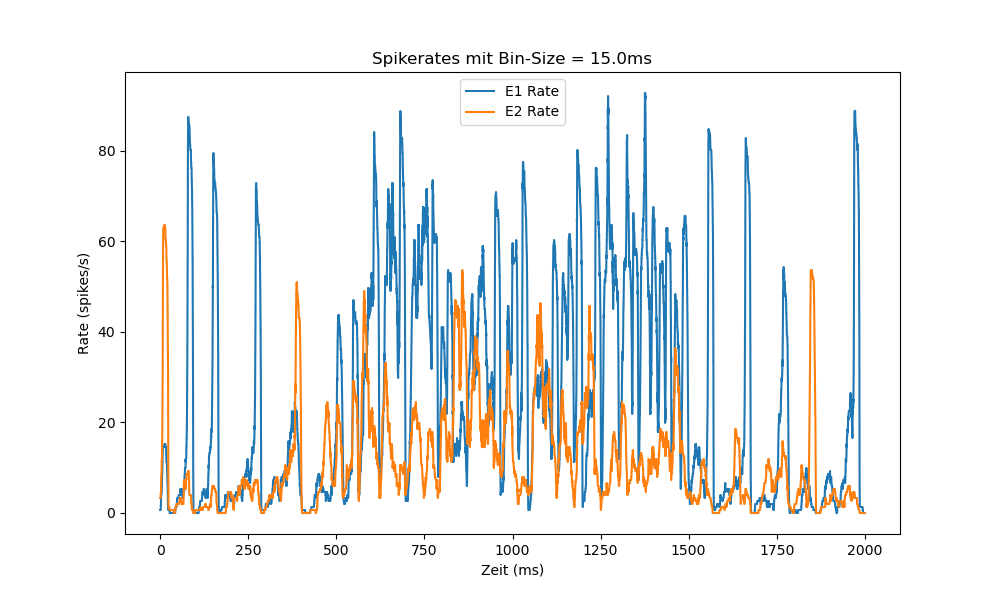 Spikerates mit Bin-Size = 15.0ms
E1 Rate
E2 Rate
Rate (spikes/s)
80
60
40
20
0
0 250 500 750 1000 1250 1500 1750 2000
Zeit (ms)